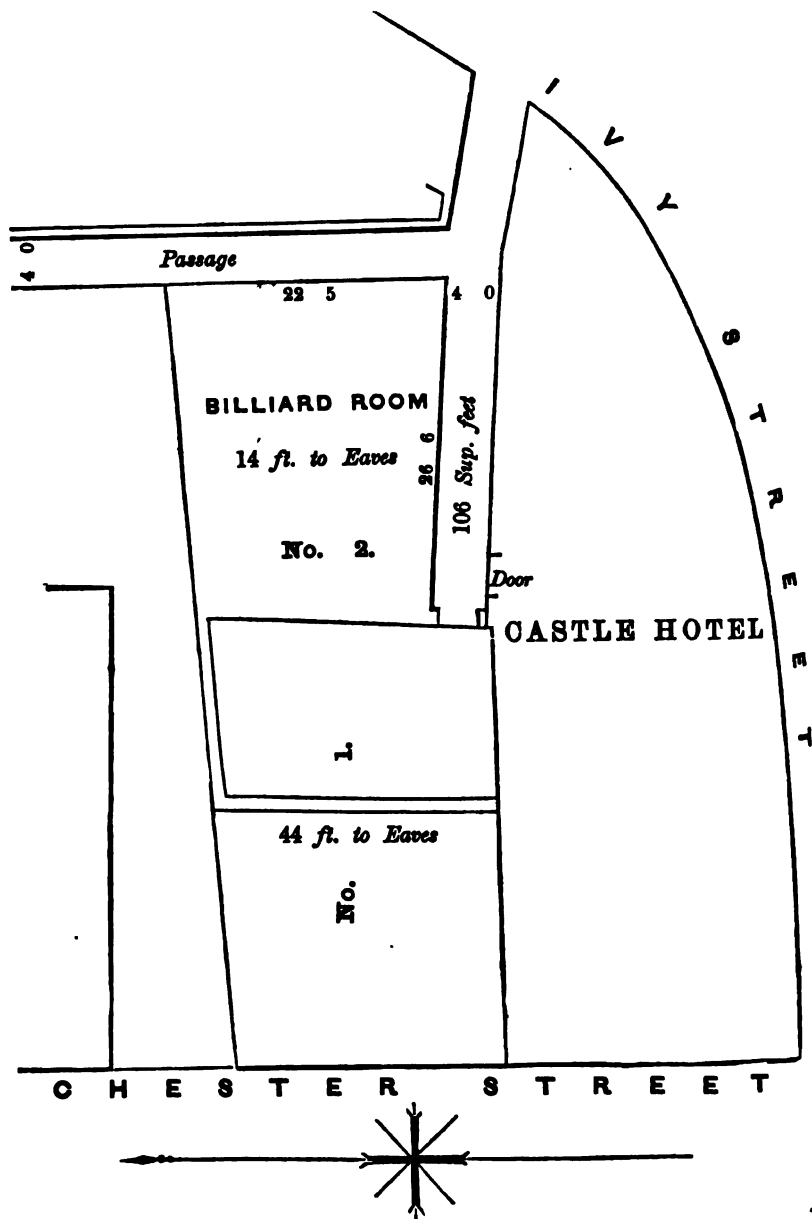 IVY STREET
4 0
Passage
22 5
4 0
BILLIARD ROOM
14 ft. to Eaves
26 6
106 Sup. feet
No. 2.
Door
CASTLE HOTEL
No. 1.
44 ft. to Eaves
CHESTER STREET